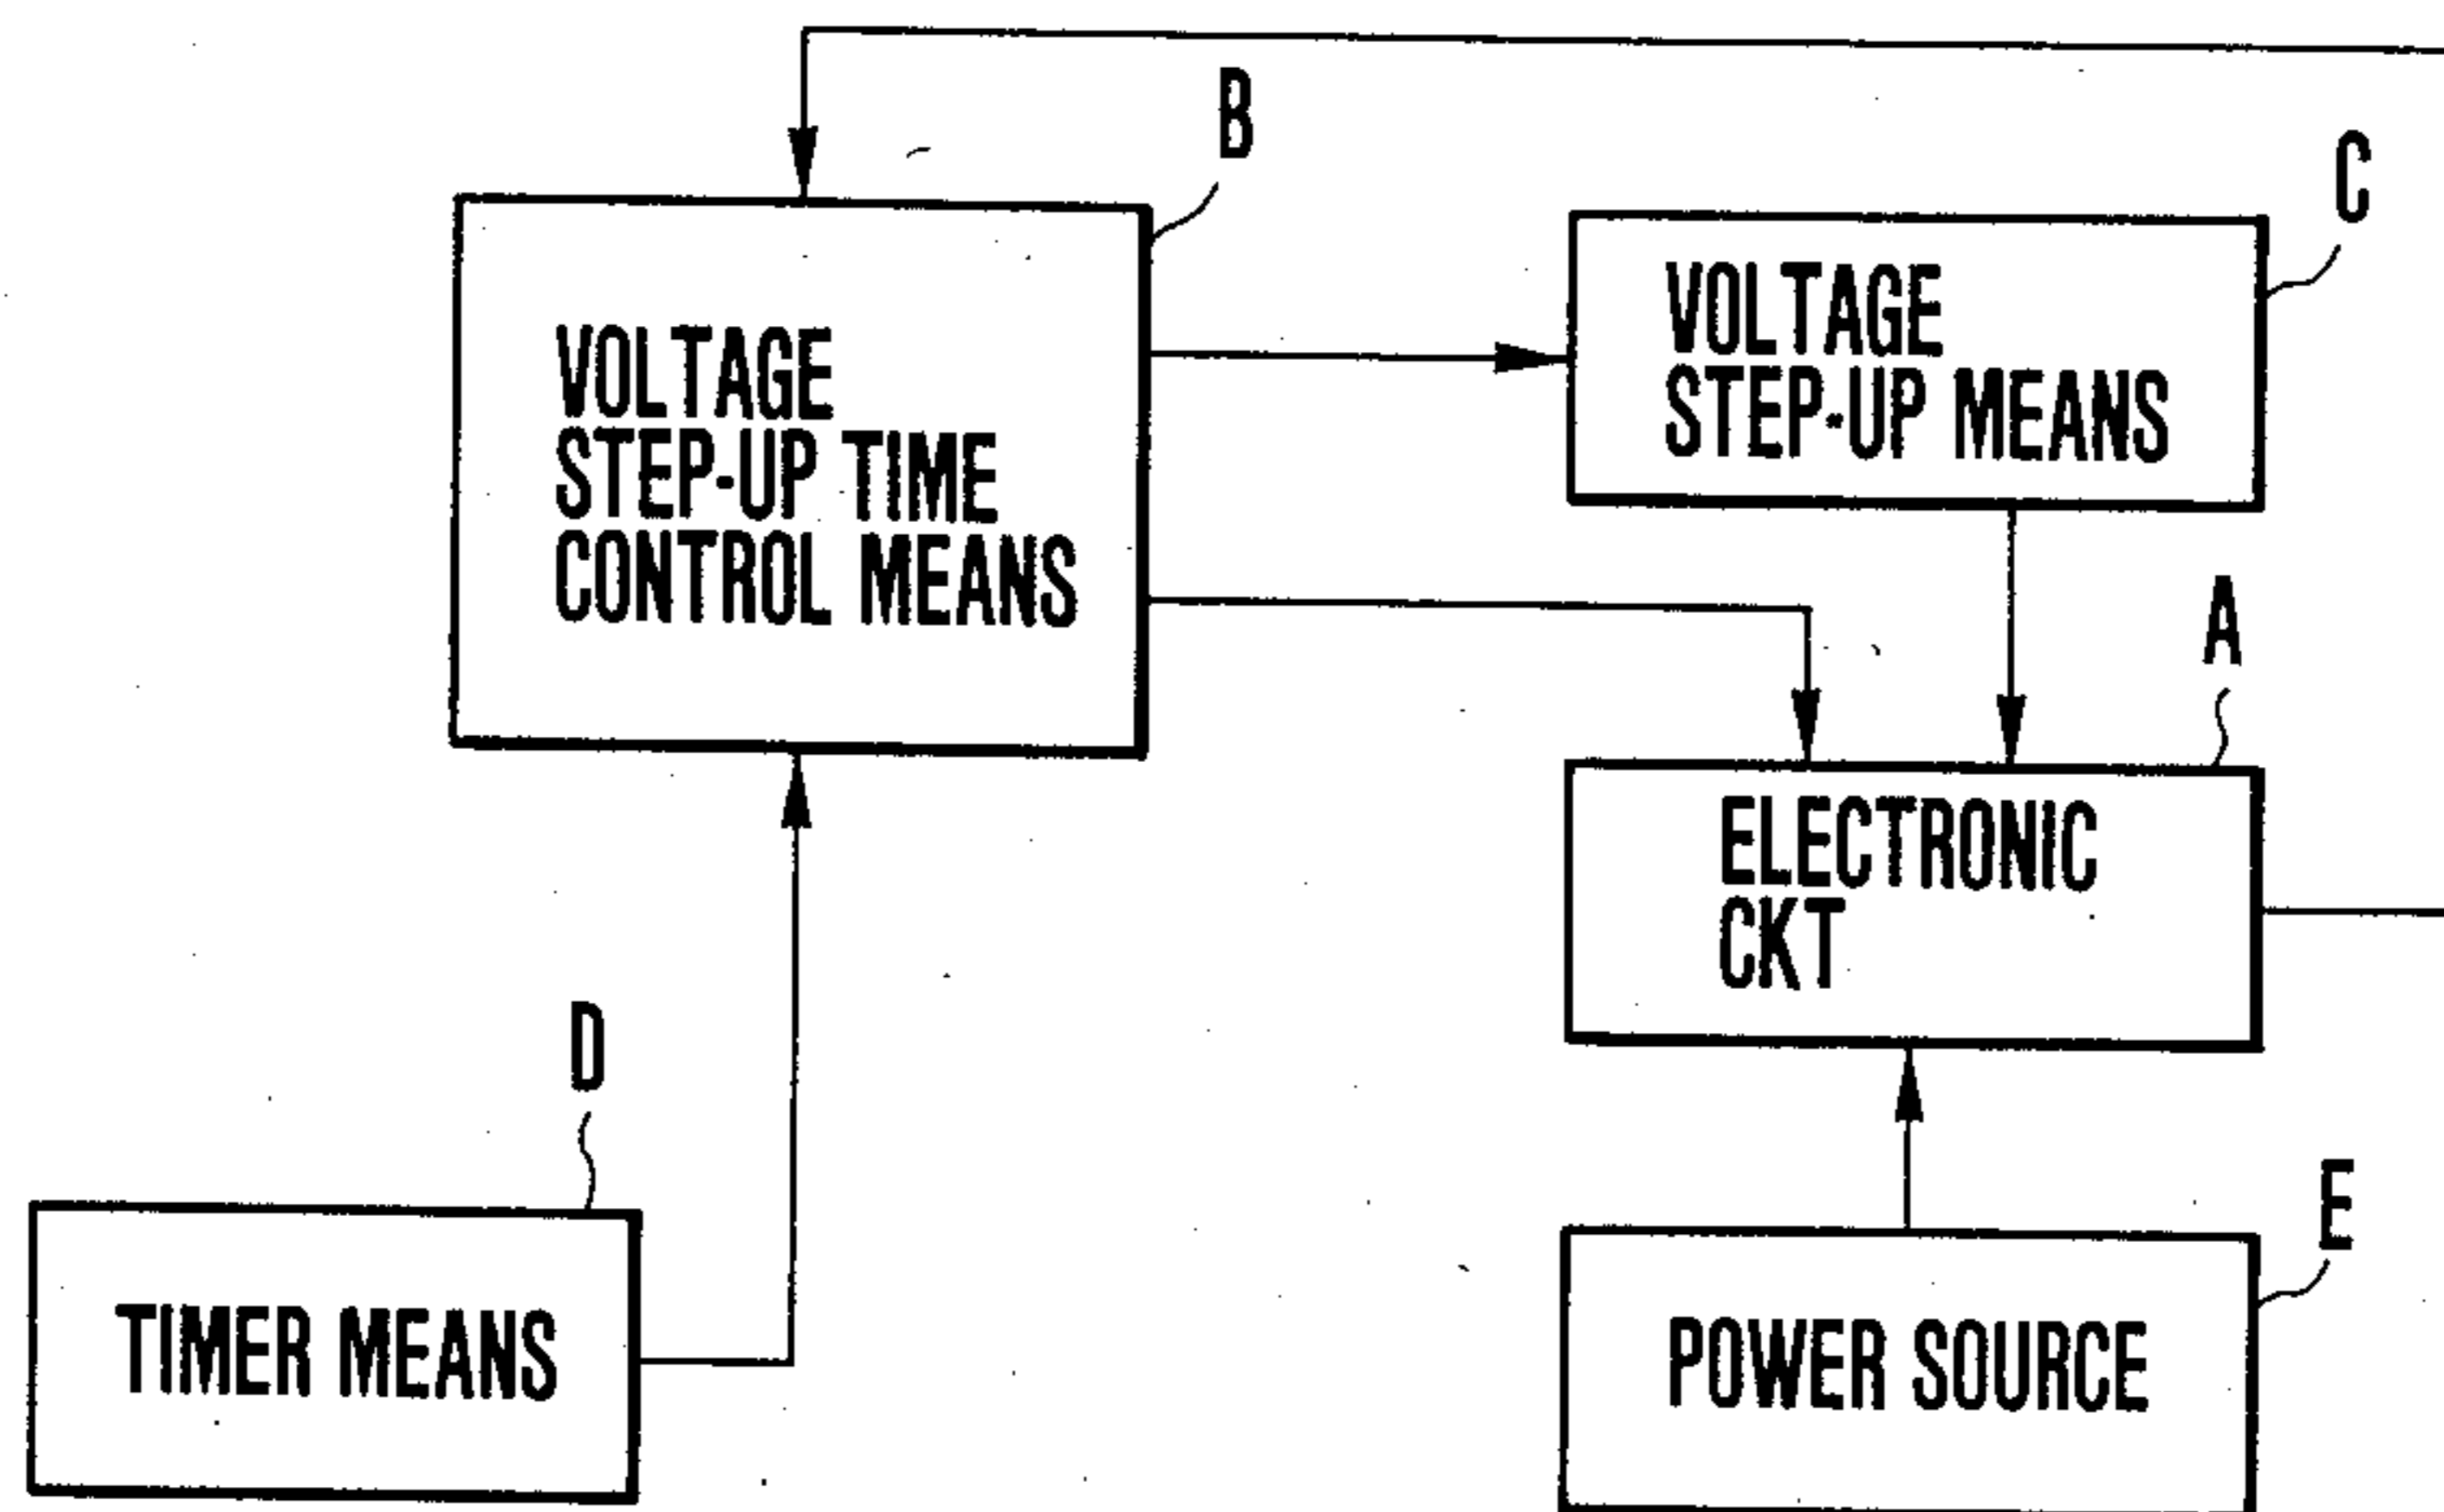 B
VOLTAGE
STEP-UP TIME
CONTROL MEANS
C
VOLTAGE
STEP-UP MEANS
A
ELECTRONIC
CKT
D
TIMER MEANS
E
POWER SOURCE